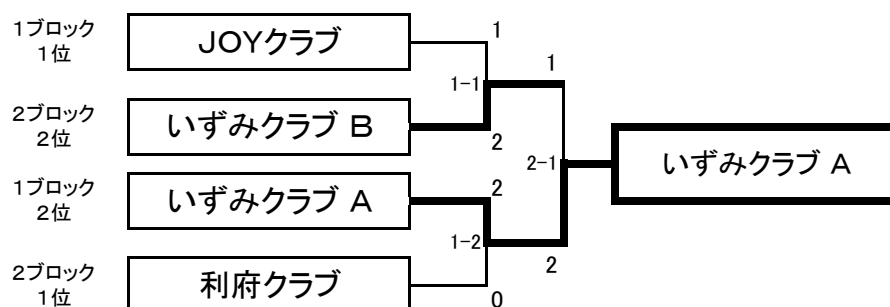 1ブロック
1位
JOYクラブ
1
1-1
1
2ブロック
2位
いずみクラブ B
2
2-1
いずみクラブ A
1ブロック
2位
いずみクラブ A
2
1-2
2
2ブロック
1位
利府クラブ
0